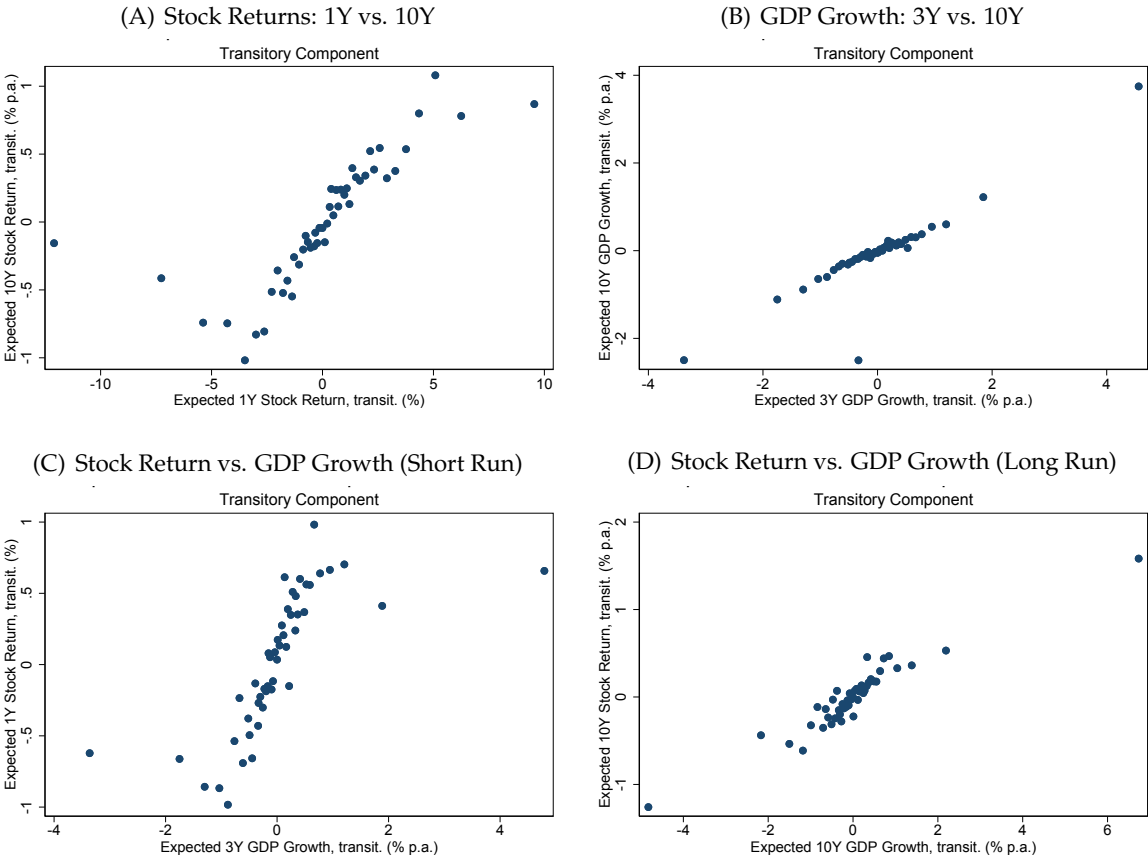 (A) Stock Returns: 1Y vs. 10Y
Transitory Component
Expected 10Y Stock Return, transit. (% p.a.)
1
.5
0
-.5
-1
-10
-5
0
5
10
Expected 1Y Stock Return, transit. (%)
(B) GDP Growth: 3Y vs. 10Y
Transitory Component
Expected 10Y GDP Growth, transit. (% p.a.)
4
2
0
-2
-4
-2
0
2
4
Expected 3Y GDP Growth, transit. (% p.a.)
(C) Stock Return vs. GDP Growth (Short Run)
Transitory Component
Expected 1Y Stock Return, transit. (%)
1
.5
0
-.5
-1
-4
-2
0
2
4
Expected 3Y GDP Growth, transit. (% p.a.)
(D) Stock Return vs. GDP Growth (Long Run)
Transitory Component
Expected 10Y Stock Return, transit. (% p.a.)
2
1
0
-1
-4
-2
0
2
4
6
Expected 10Y GDP Growth, transit. (% p.a.)